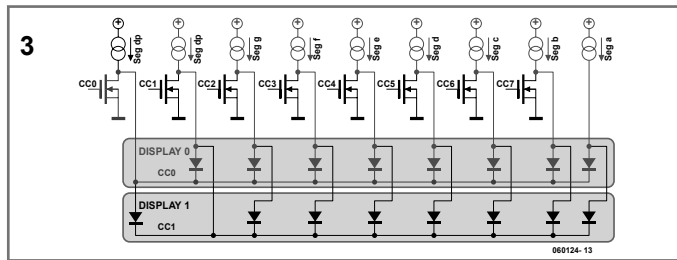 3
Seg dp
Seg dp
Seg g
Seg f
Seg e
Seg d
Seg c
Seg b
Seg a
CC0
CC1
CC2
CC3
CC4
CC5
CC6
CC7
DISPLAY 0
CC0
DISPLAY 1
CC1
060124- 13